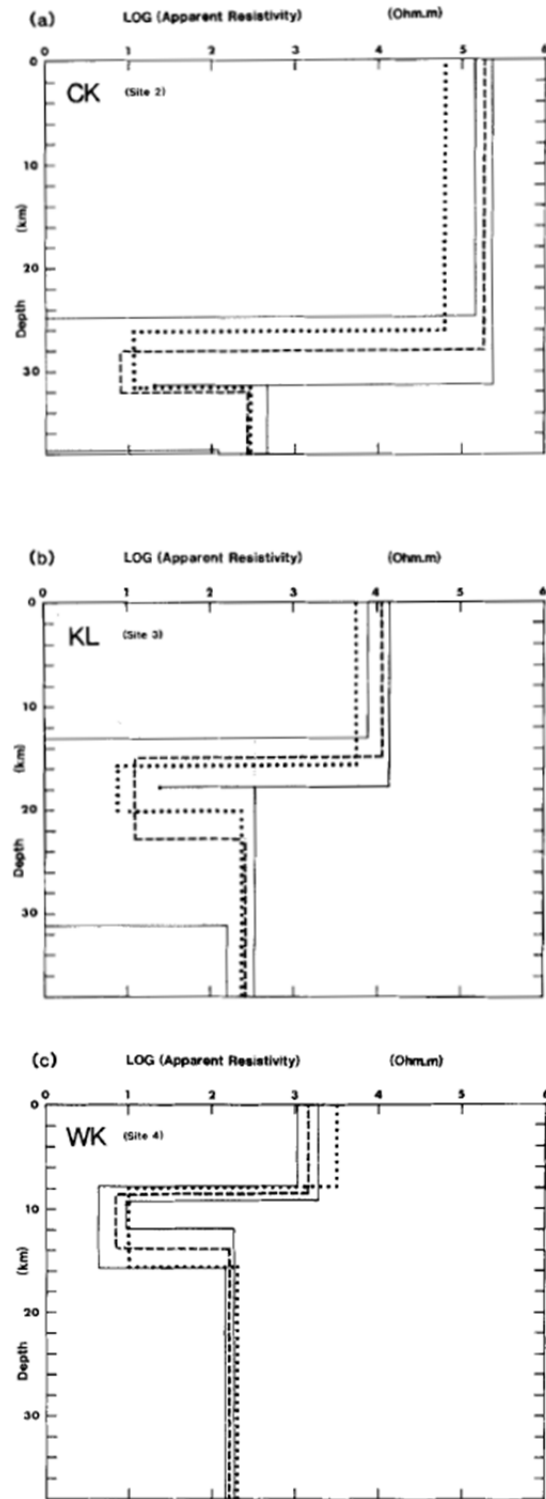 (a) LOG (Apparent Resistivity) (Ohm.m)
0 1 2 3 4 5 6
0
CK (Site 2)
10
(km)
20
Depth
30
(b) LOG (Apparent Resistivity) (Ohm.m)
0 1 2 3 4 5 6
0
KL (Site 3)
10
(km)
20
Depth
30
(c) LOG (Apparent Resistivity) (Ohm.m)
0 1 2 3 4 5 6
0
WK (Site 4)
10
(km)
20
Depth
30